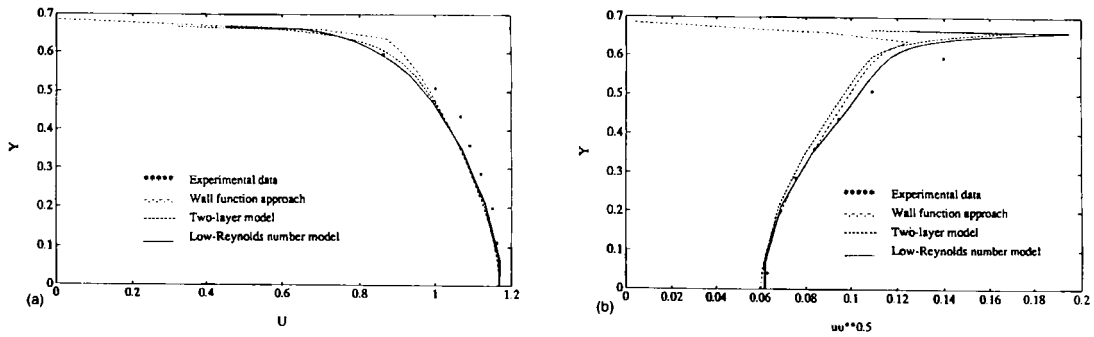 0.7
0.6
0.5
0.4
0.3
0.2
0.1
0
Y
Experimental data
Wall function approach
Two-layer model
Low-Reynolds number model
(a)
0
0.2
0.4
0.6
0.8
1
1.2
U
0.7
0.6
0.5
0.4
0.3
0.2
0.1
0
Y
Experimental data
Wall function approach
Two-layer model
Low-Reynolds number model
(b)
0
0.02
0.04
0.06
0.08
0.1
0.12
0.14
0.16
0.18
0.2
uu**0.5